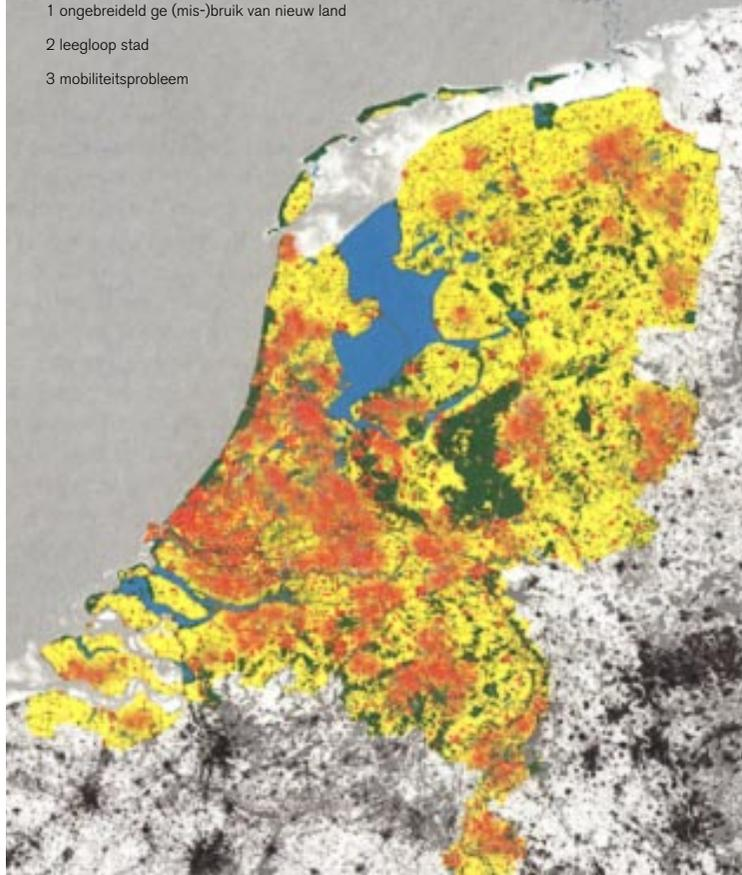 1 ongebreideld ge (mis-)bruik van nieuw land
2 leegloop stad
3 mobiliteitsprobleem